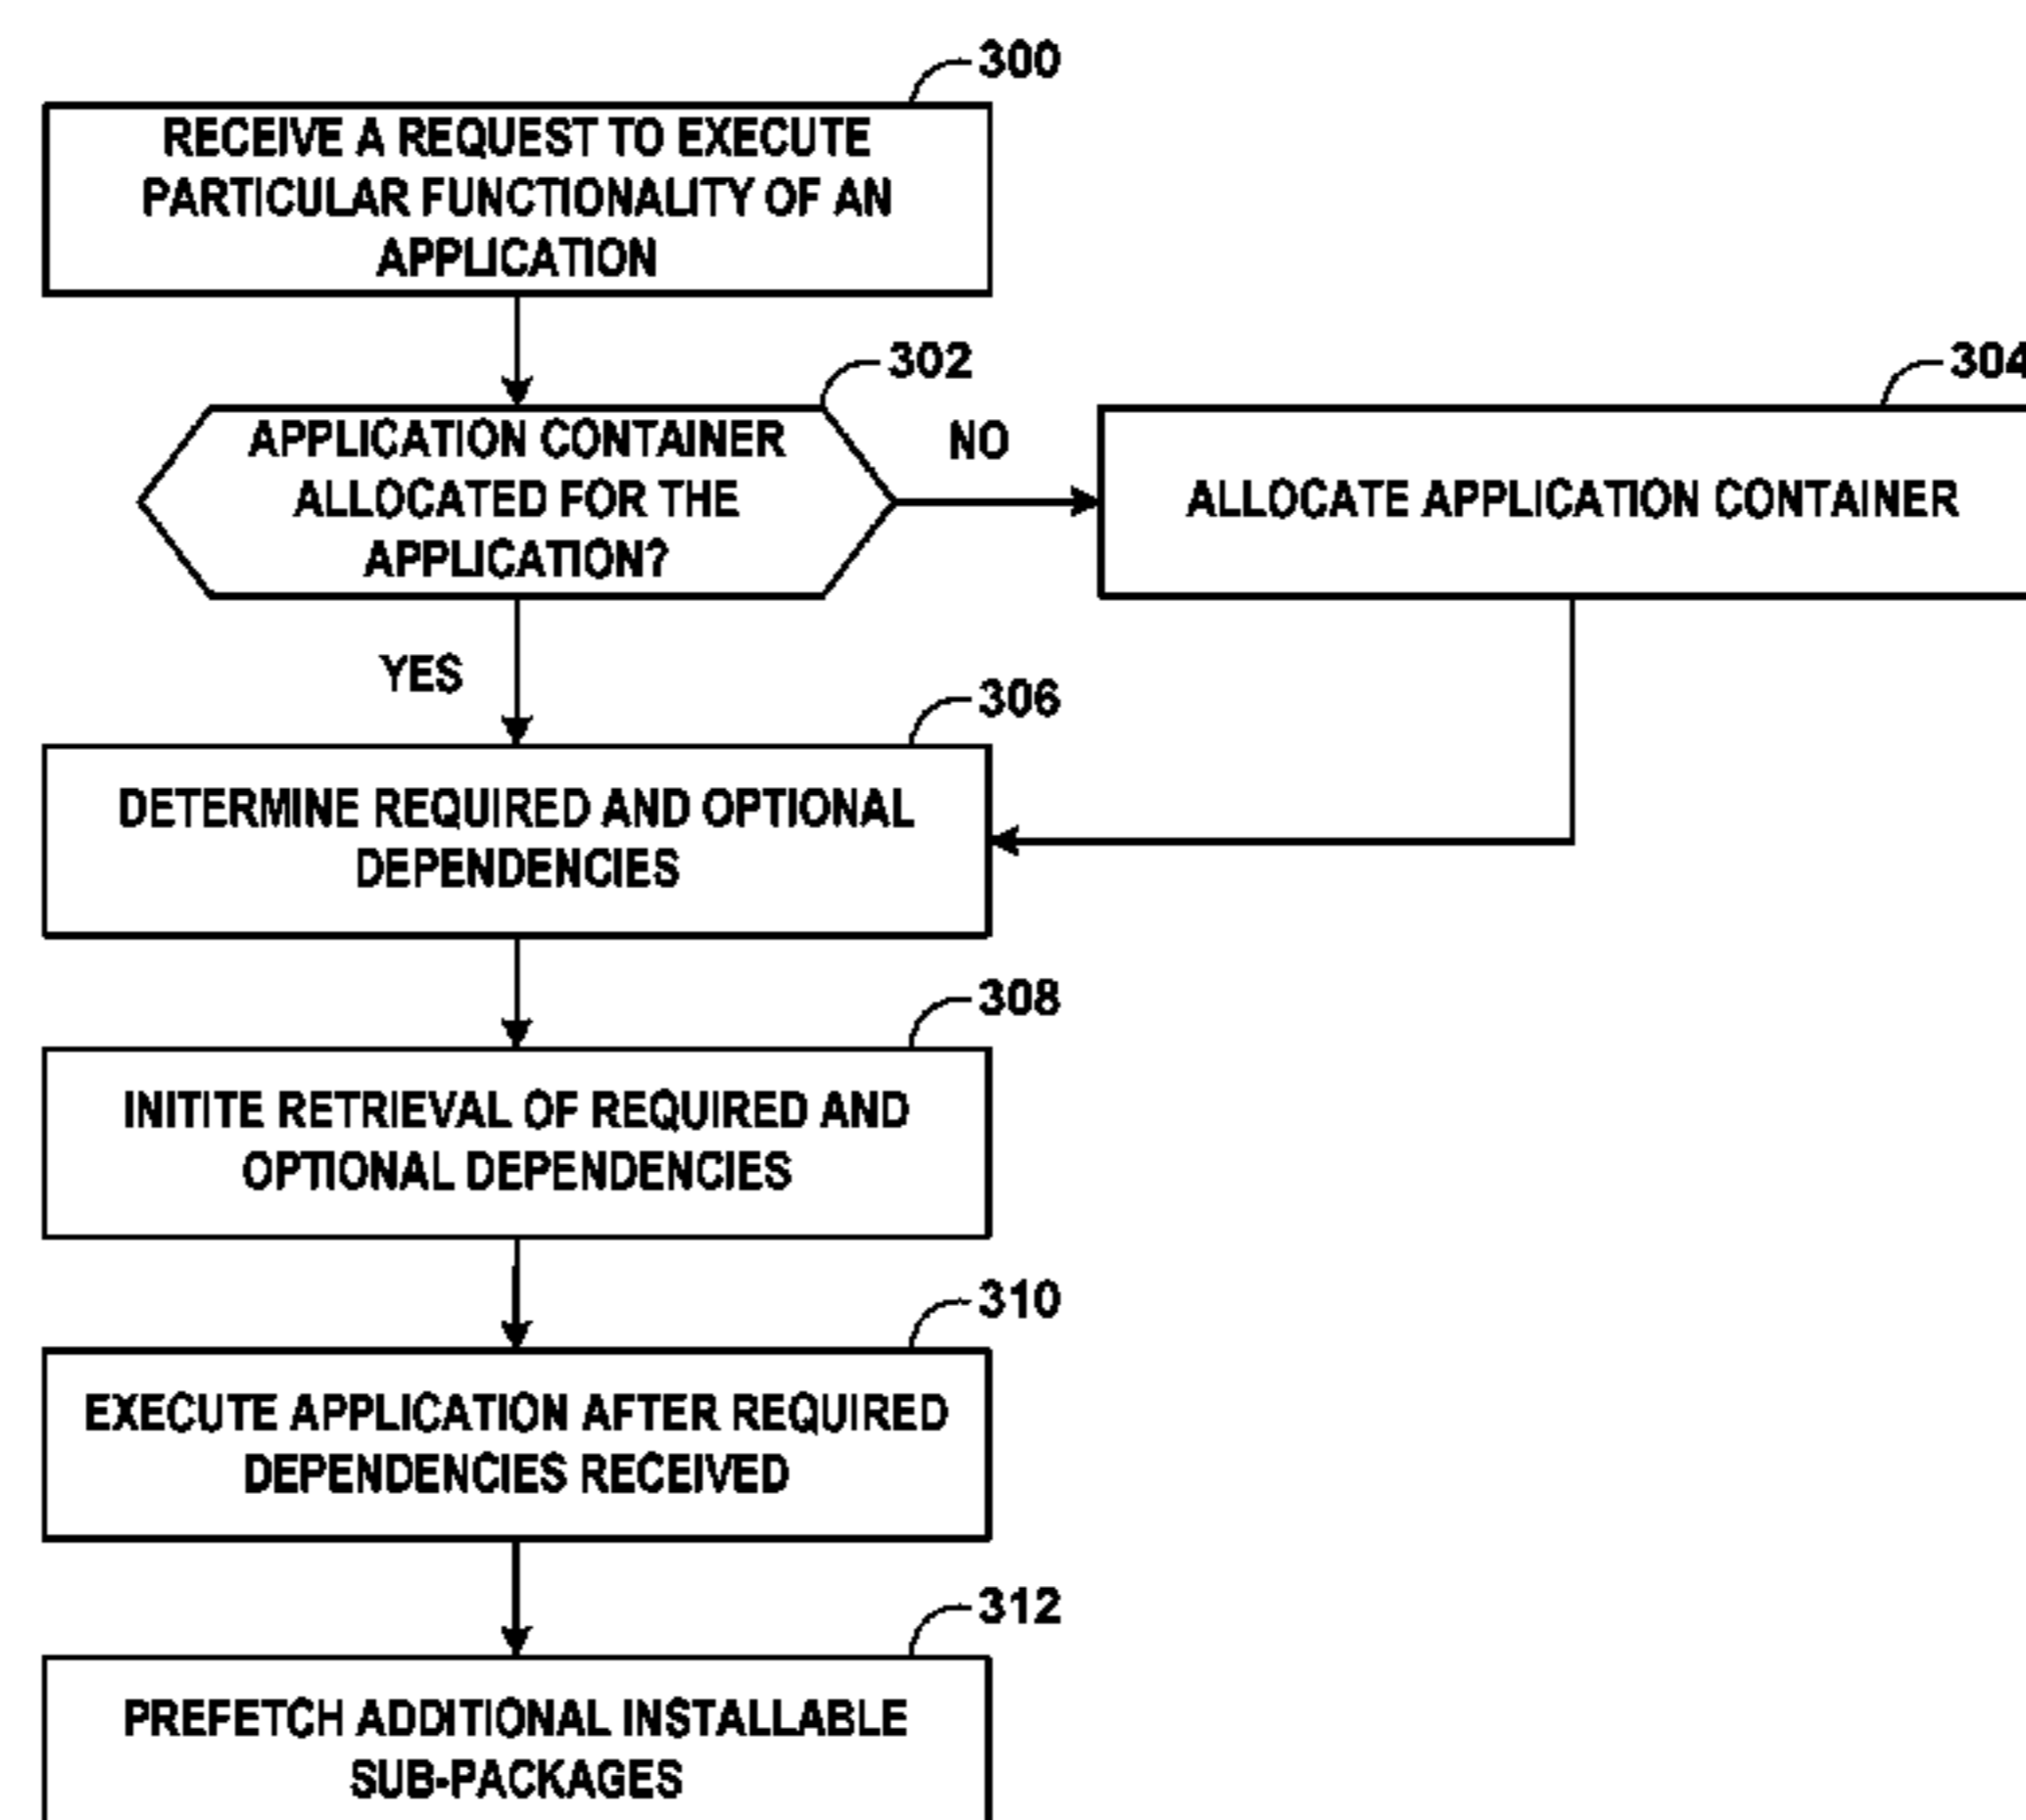 300
RECEIVE A REQUEST TO EXECUTE
PARTICULAR FUNCTIONALITY OF AN
APPLICATION
302
APPLICATION CONTAINER
ALLOCATED FOR THE
APPLICATION?
NO
304
ALLOCATE APPLICATION CONTAINER
YES
306
DETERMINE REQUIRED AND OPTIONAL
DEPENDENCIES
308
INITITE RETRIEVAL OF REQUIRED AND
OPTIONAL DEPENDENCIES
310
EXECUTE APPLICATION AFTER REQUIRED
DEPENDENCIES RECEIVED
312
PREFETCH ADDITIONAL INSTALLABLE
SUB-PACKAGES